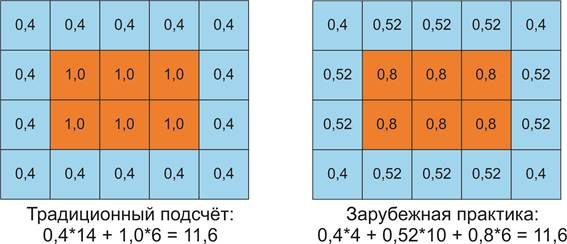 0,4 0,4 0,4 0,4 0,4
0,4 1,0 1,0 1,0 0,4
0,4 1,0 1,0 1,0 0,4
0,4 0,4 0,4 0,4 0,4
Традиционный подсчёт:
0,4*14 + 1,0*6 = 11,6
0,4 0,52 0,52 0,52 0,4
0,52 0,8 0,8 0,8 0,52
0,52 0,8 0,8 0,8 0,52
0,4 0,52 0,52 0,52 0,4
Зарубежная практика:
0,4*4 + 0,52*10 + 0,8*6 = 11,6